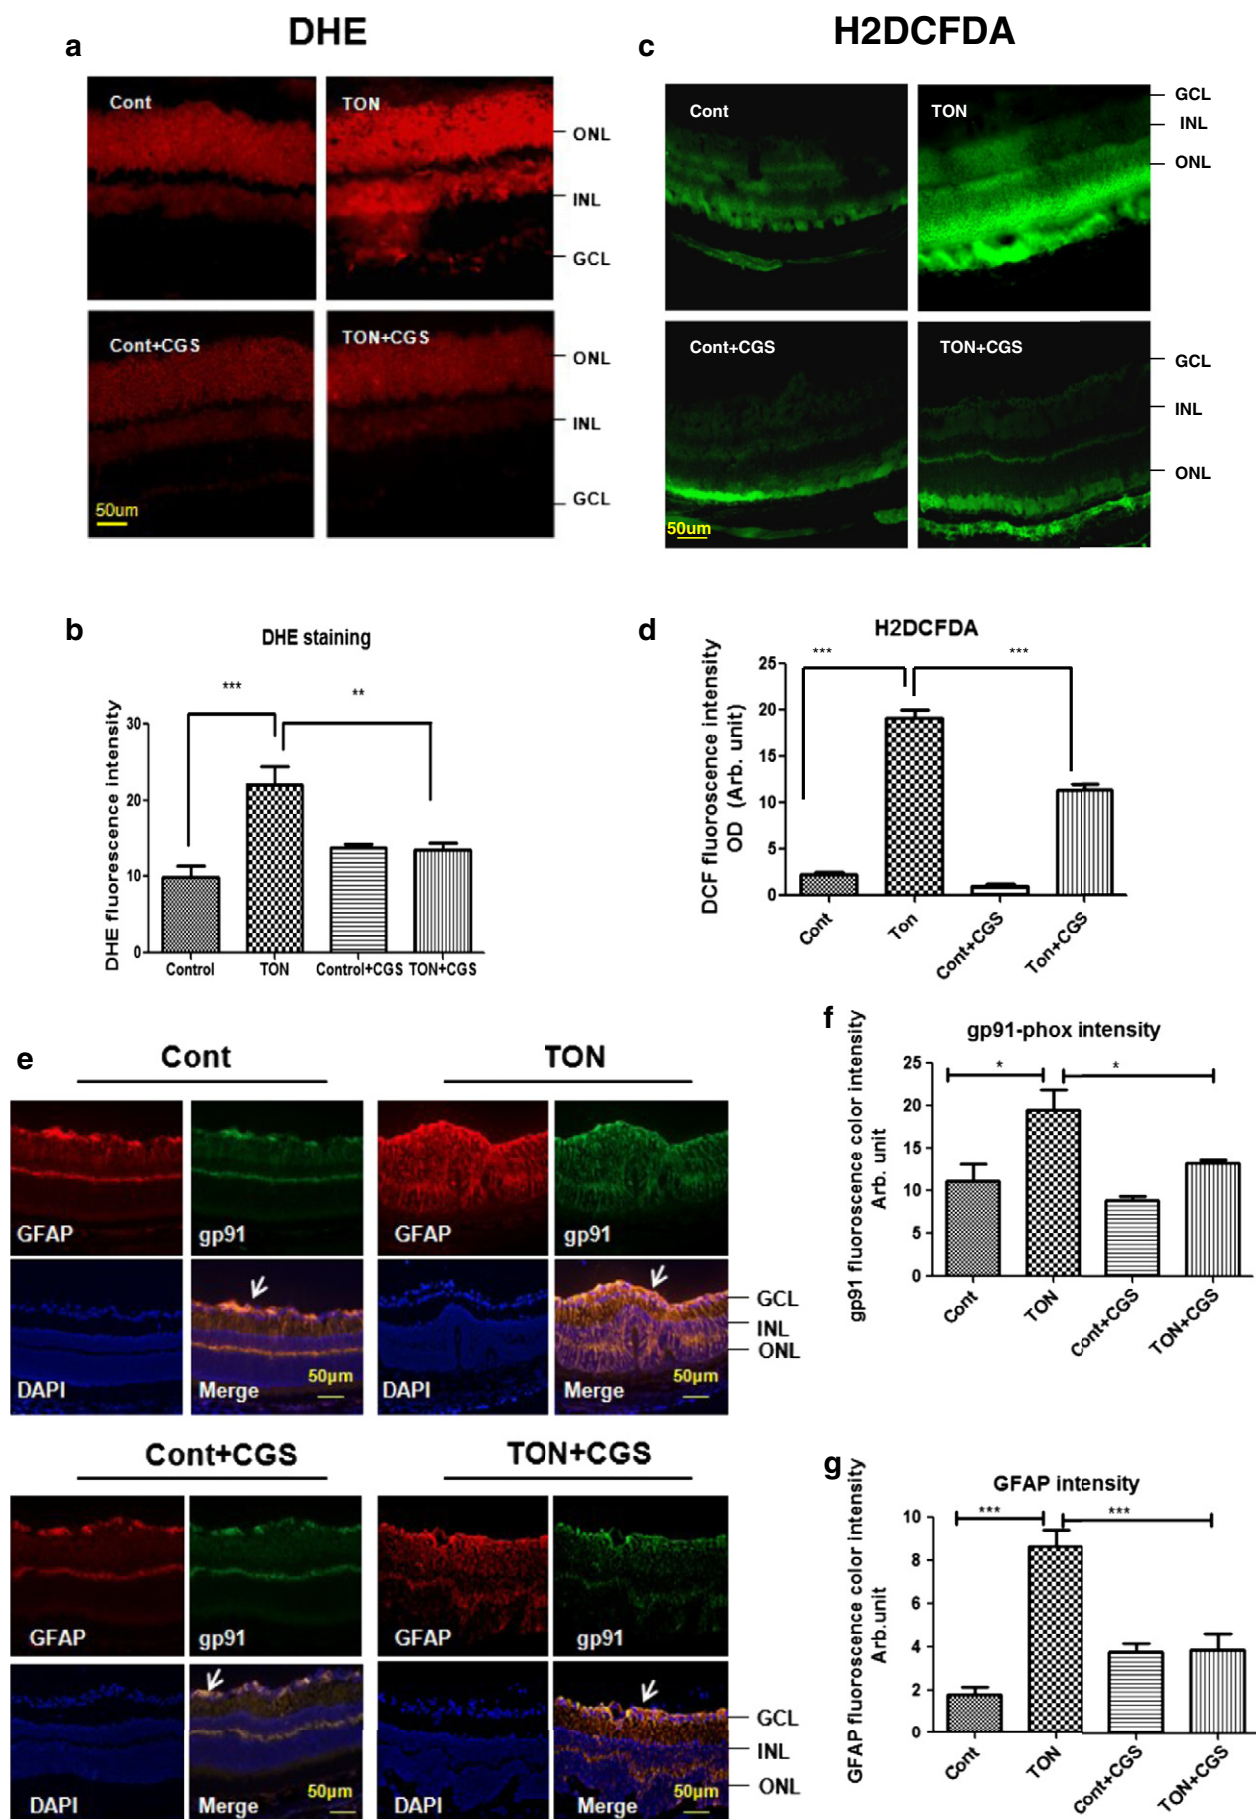 DHE
a
Cont
TON
ONL
INL
GCL
Cont+CGS
TON+CGS
ONL
INL
GCL
50um
H2DCFDA
c
Cont
TON
GCL
INL
ONL
Cont+CGS
TON+CGS
GCL
INL
ONL
50um
b
DHE staining
***
**
DHE fluorescence intensity
30
20
10
0
Control
TON
Control+CGS
TON+CGS
d
H2DCFDA
***
***
DCF fluoroscence intensity
OD (Arb. unit)
25
20
15
10
5
0
Cont
Ton
Cont+CGS
Ton+CGS
e
Cont
TON
GFAP
gp91
GFAP
gp91
DAPI
Merge
50µm
DAPI
Merge
50µm
GCL
INL
ONL
Cont+CGS
TON+CGS
GFAP
gp91
GFAP
gp91
DAPI
Merge
50µm
DAPI
Merge
50µm
GCL
INL
ONL
f
gp91-phox intensity
*
*
gp91 fluoroscence color intensity
Arb. unit
25
20
15
10
5
0
Cont
TON
Cont+CGS
TON+CGS
g
GFAP intensity
***
***
GFAP fluoroscence color intensity
Arb.unit
10
8
6
4
2
0
Cont
TON
Cont+CGS
TON+CGS